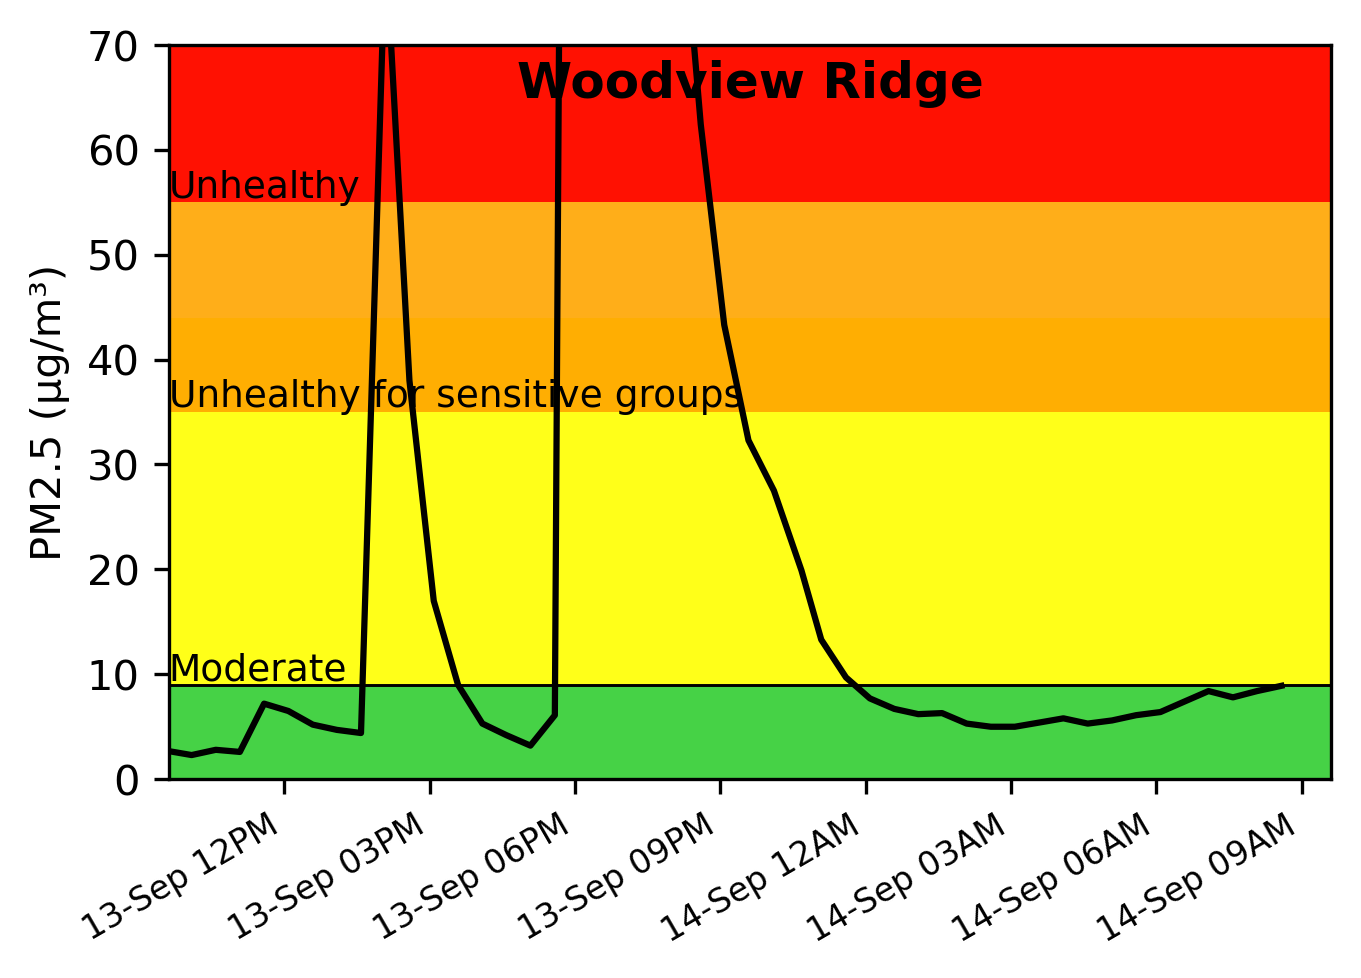 Woodview Ridge
70
60
50
40
30
20
10
0
PM2.5 (µg/m³)
Unhealthy
Unhealthy for sensitive groups
Moderate
13-Sep 12PM
13-Sep 03PM
13-Sep 06PM
13-Sep 09PM
14-Sep 12AM
14-Sep 03AM
14-Sep 06AM
14-Sep 09AM